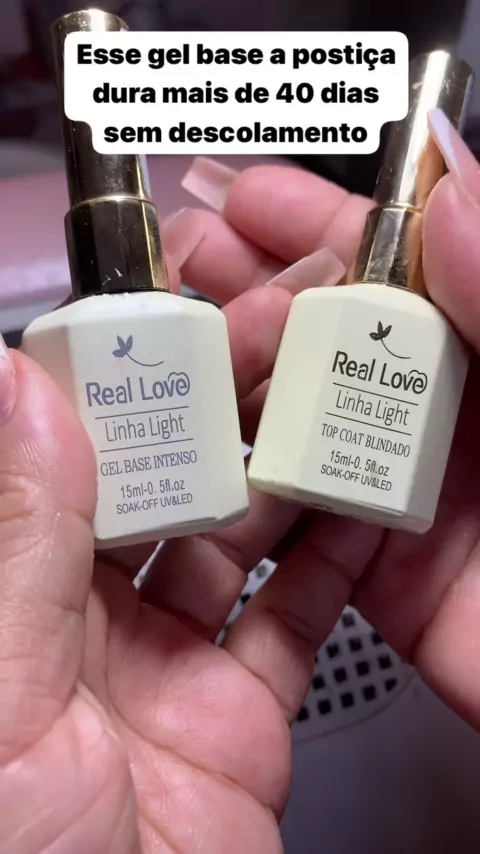 Esse gel base a postiça
dura mais de 40 dias
sem descolamento
Real Love
Linha Light
GEL BASE INTENSO
15ml-0. 5fl.oz
SOAK-OFF UV&LED
Real Love
Linha Light
TOP COAT BLINDADO
15ml-0. 5fl.oz
SOAK-OFF UV&LED